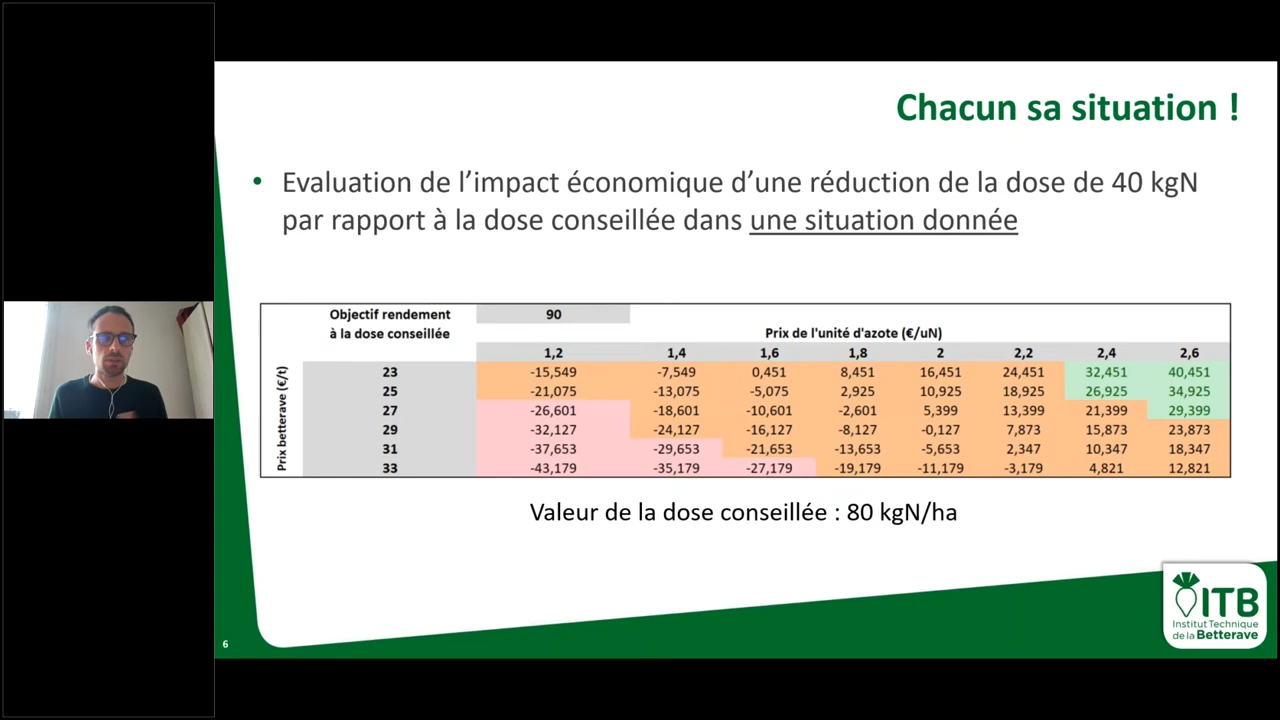 Chacun sa situation !
• Evaluation de l’impact économique d’une réduction de la dose de 40 kgN
par rapport à la dose conseillée dans une situation donnée
Objectif rendement 90
à la dose conseillée Prix de l'unité d'azote (€/uN)
1,2 1,4 1,6 1,8 2 2,2 2,4 2,6
Prix betterave (€/t)
23 -15,549 -7,549 0,451 8,451 16,451 24,451 32,451 40,451
25 -21,075 -13,075 -5,075 2,925 10,925 18,925 26,925 34,925
27 -26,601 -18,601 -10,601 -2,601 5,399 13,399 21,399 29,399
29 -32,127 -24,127 -16,127 -8,127 -0,127 7,873 15,873 23,873
31 -37,653 -29,653 -21,653 -13,653 -5,653 2,347 10,347 18,347
33 -43,179 -35,179 -27,179 -19,179 -11,179 -3,179 4,821 12,821
Valeur de la dose conseillée : 80 kgN/ha
6
ITB
Institut Technique
de la Betterave